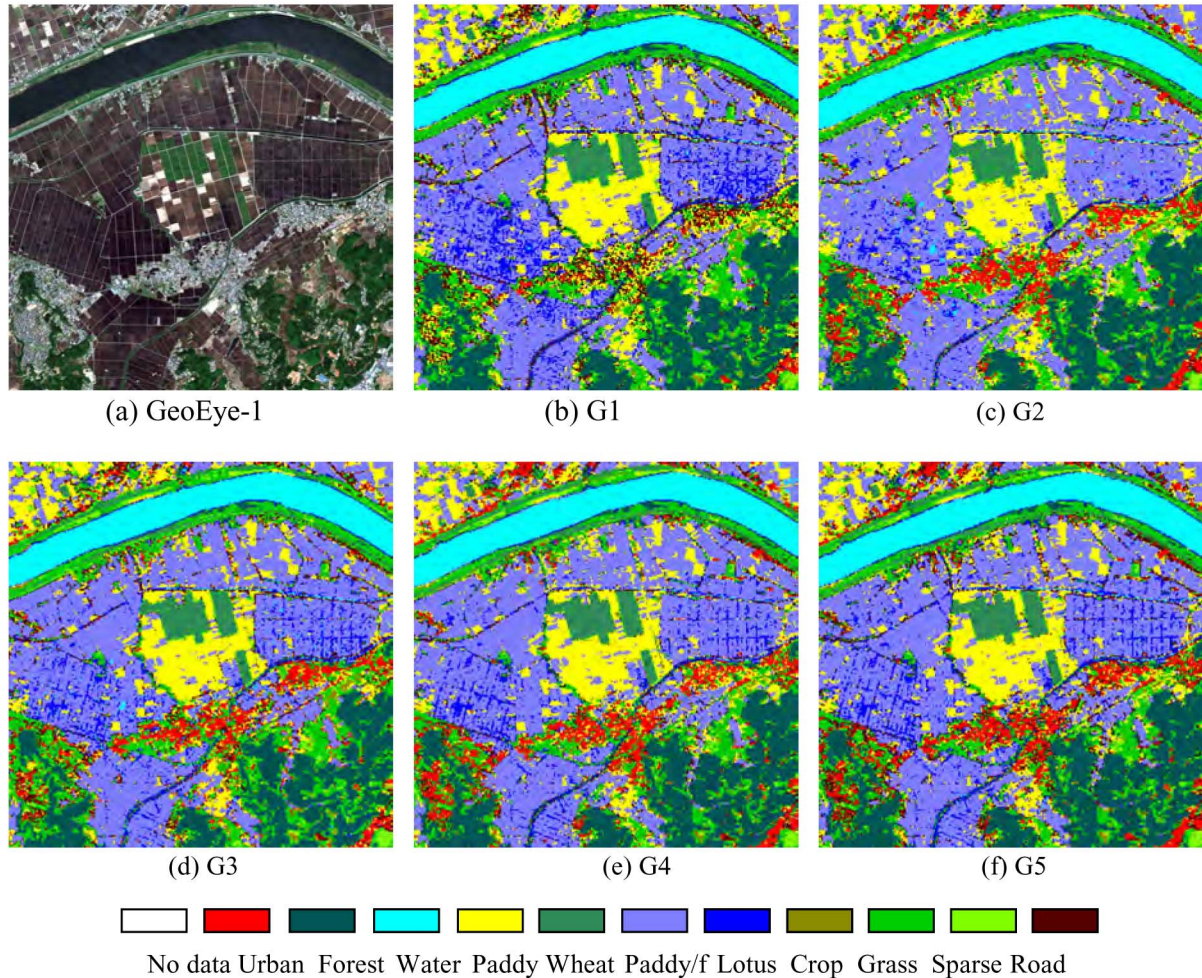 (a) GeoEye-1
(b) G1
(c) G2
(d) G3
(e) G4
(f) G5
No data Urban Forest Water Paddy Wheat Paddy/f Lotus Crop Grass Sparse Road